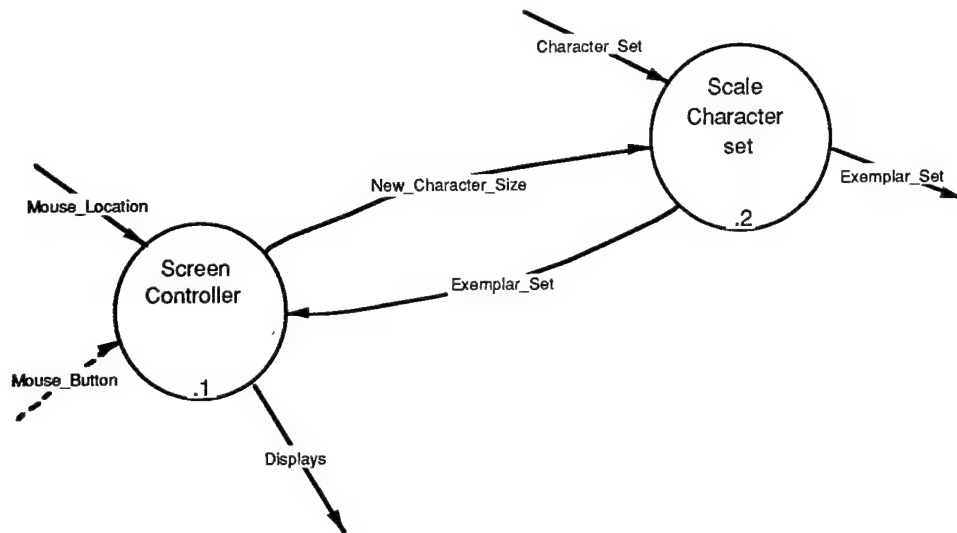 Character_Set
Scale
Character
set
.2
Exemplar_Set
New_Character_Size
Mouse_Location
Exemplar_Set
Screen
Controller
.1
Mouse_Button
Displays